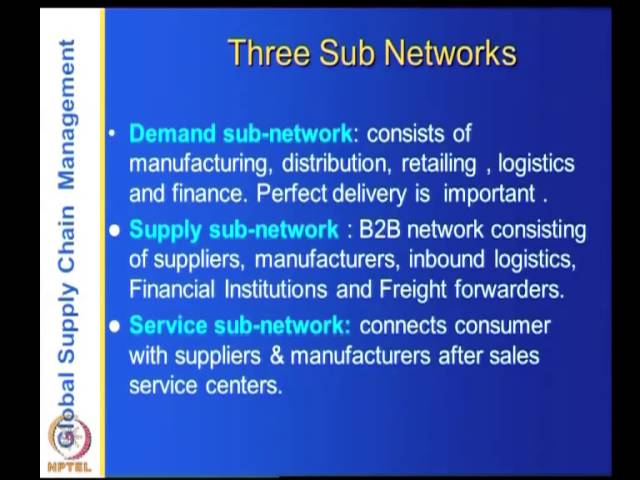 Three Sub Networks
• Demand sub-network: consists of
manufacturing, distribution, retailing , logistics
and finance. Perfect delivery is important .
● Supply sub-network : B2B network consisting
of suppliers, manufacturers, inbound logistics,
Financial Institutions and Freight forwarders.
● Service sub-network: connects consumer
with suppliers & manufacturers after sales
service centers.
Global Supply Chain Management
NPTEL